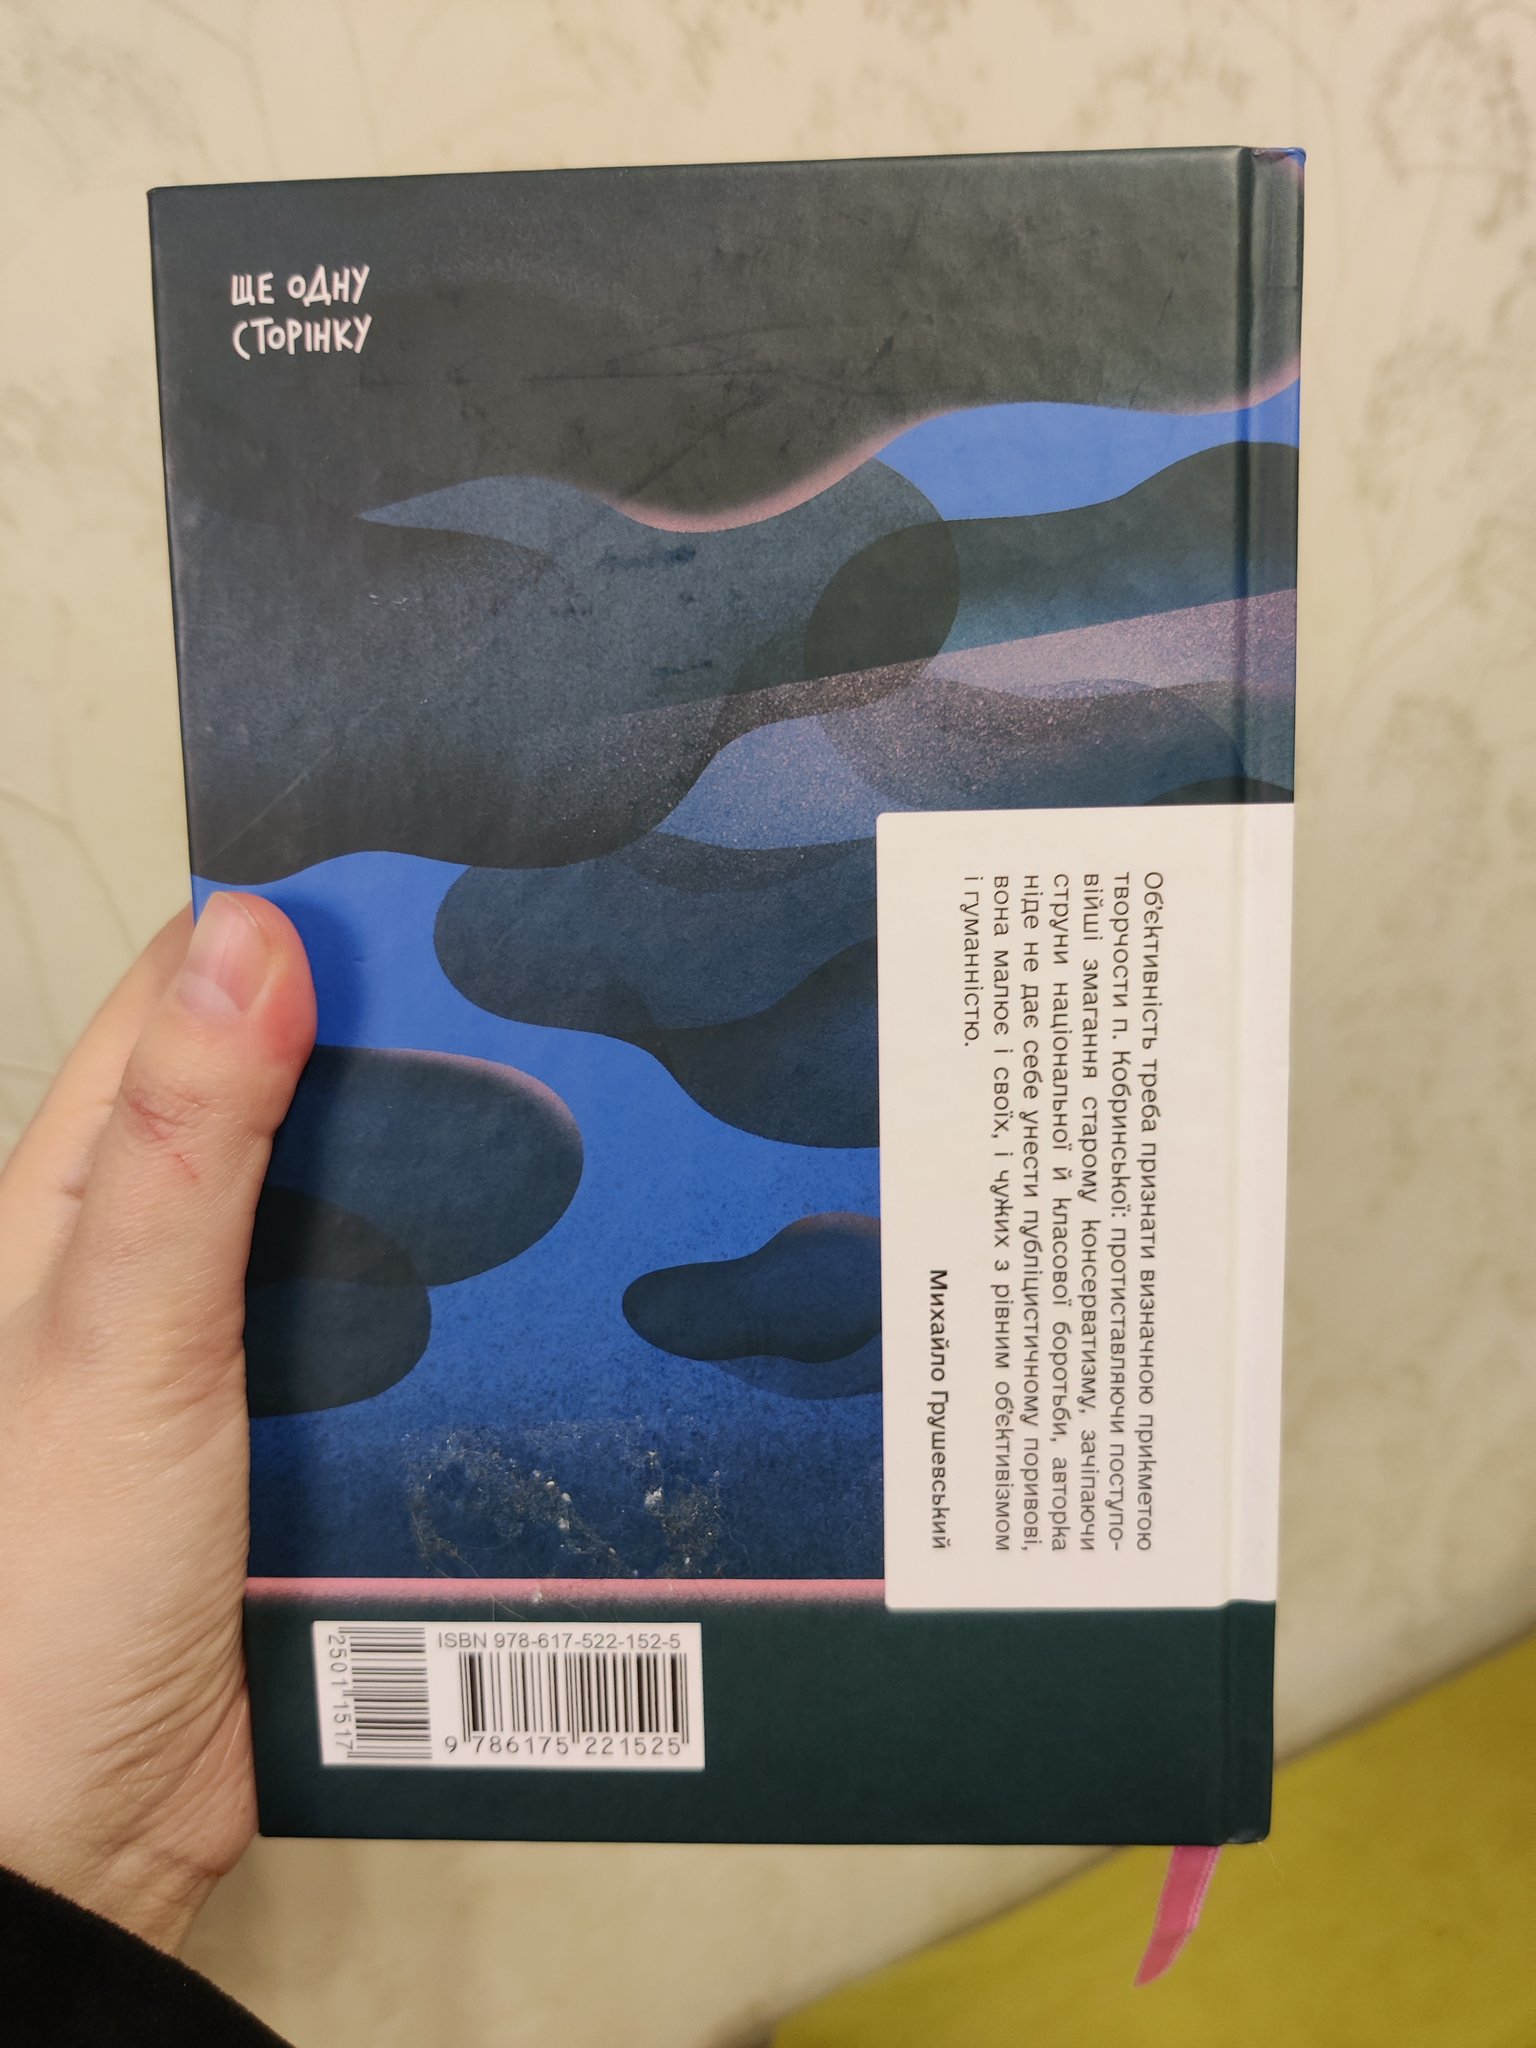 ЩЕ ОДНУ
СТОРІНКУ
Об'єктивність треба признати визначною прикметою
творчости п. Кобринської: протиставляючи поступо-
війші змагання старому консерватизму, зачіпаючи
струни національної й класової боротьби, авторка
ніде не дає себе унести публіцистичному поривові,
вона малює і своїх, і чужих з рівним об'єктивізмом
і гуманністю.
Михайло Грушевський
ISBN 978-617-522-152-5
9 786175 221525
2501 1517